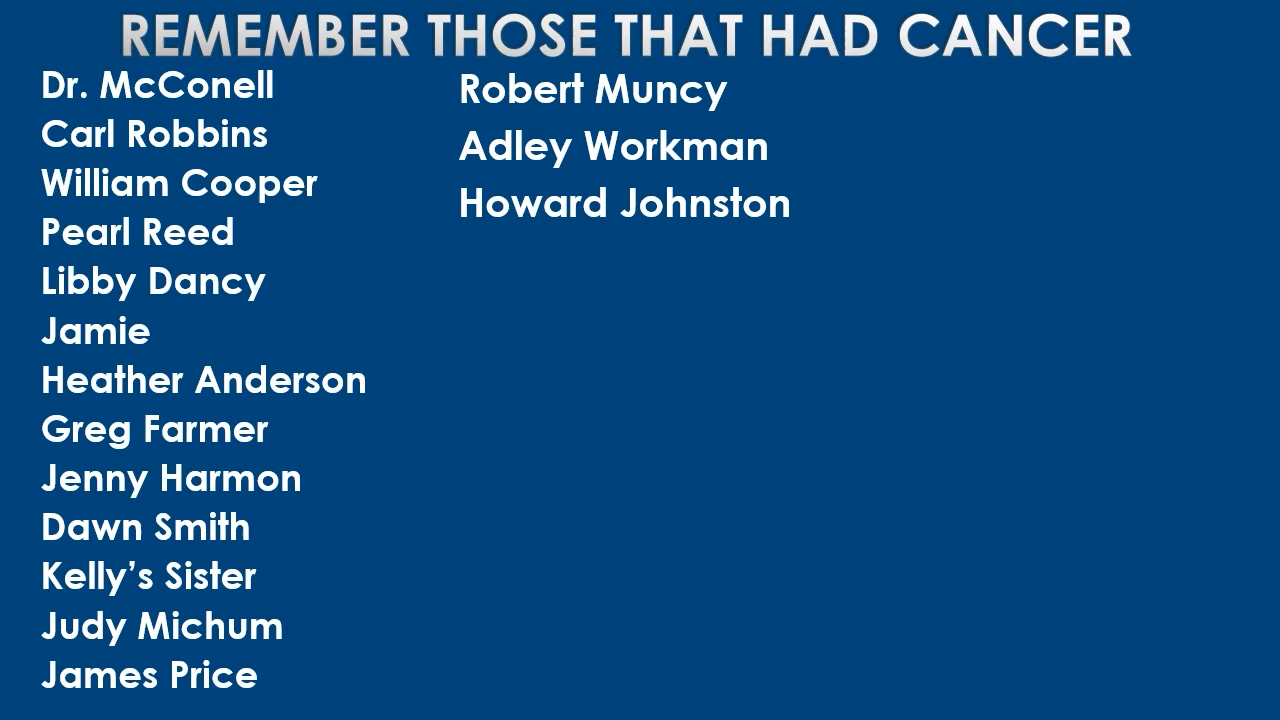 REMEMBER THOSE THAT HAD CANCER
Dr. McConell
Carl Robbins
William Cooper
Pearl Reed
Libby Dancy
Jamie
Heather Anderson
Greg Farmer
Jenny Harmon
Dawn Smith
Kelly’s Sister
Judy Michum
James Price
Robert Muncy
Adley Workman
Howard Johnston